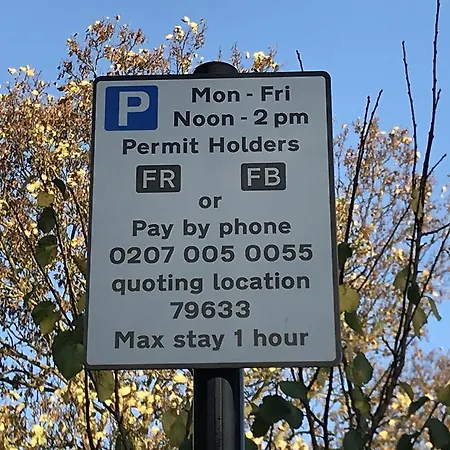 P Mon - Fri
Noon - 2 pm
Permit Holders
FR FB
or
Pay by phone
0207 005 0055
quoting location
79633
Max stay 1 hour